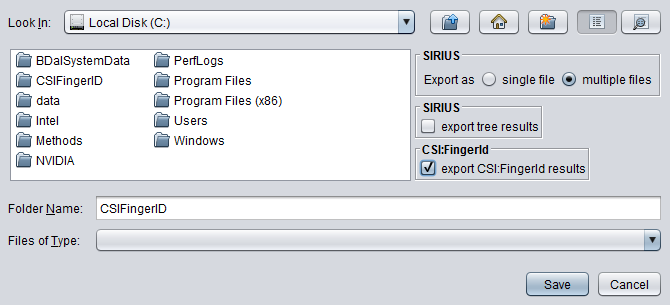 Look In: Local Disk (C:)
BDalSystemData
CSIFingerID
data
Intel
Methods
NVIDIA
PerfLogs
Program Files
Program Files (x86)
Users
Windows
SIRIUS
Export as single file multiple files
SIRIUS
export tree results
CSI:FingerId
export CSI:FingerId results
Folder Name: CSIFingerID
Files of Type:
Save Cancel